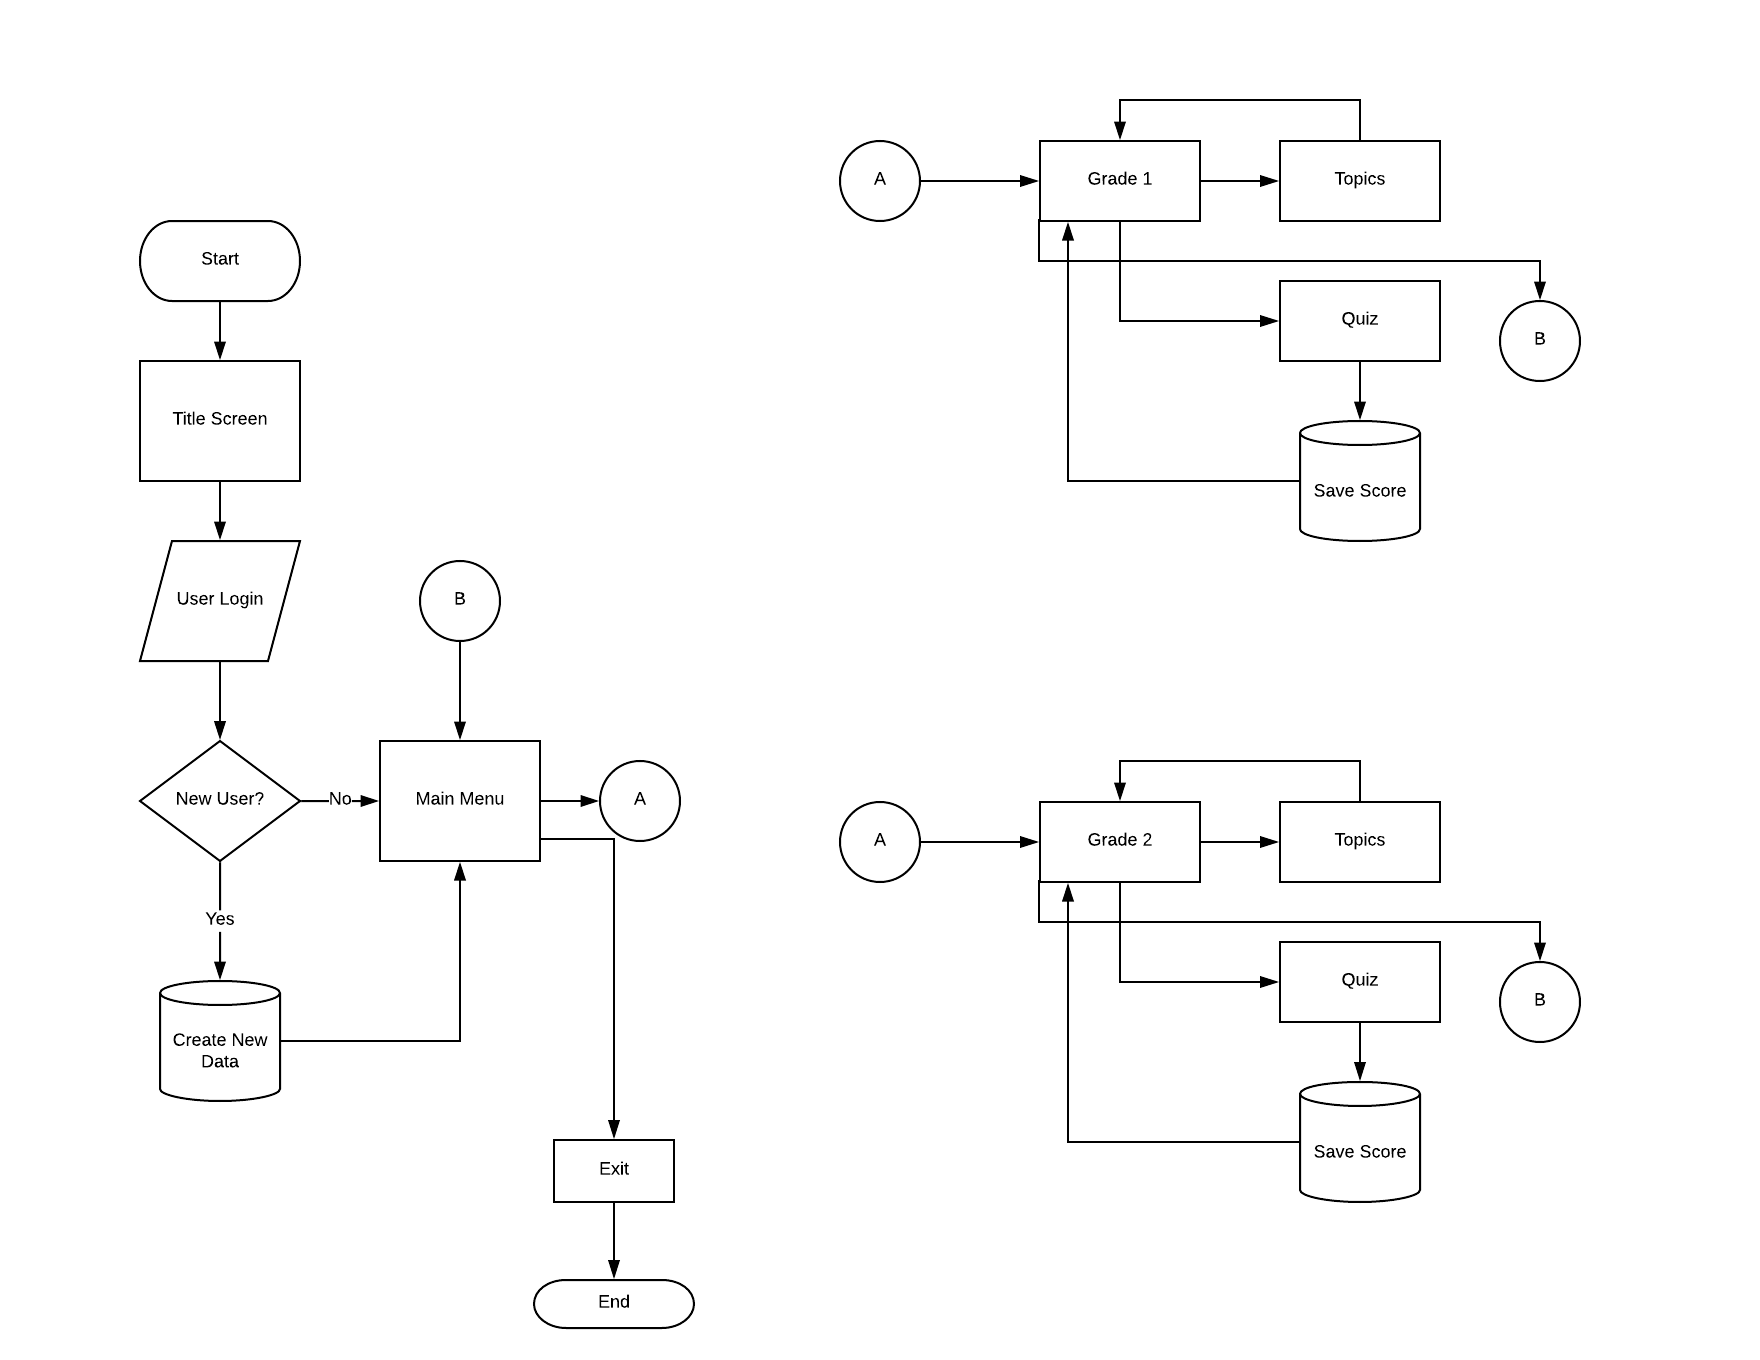 Start
Title Screen
User Login
New User?
No
Yes
Create New
Data
B
Main Menu
A
Exit
End
A
Grade 1
Topics
Quiz
B
Save Score
A
Grade 2
Topics
Quiz
B
Save Score